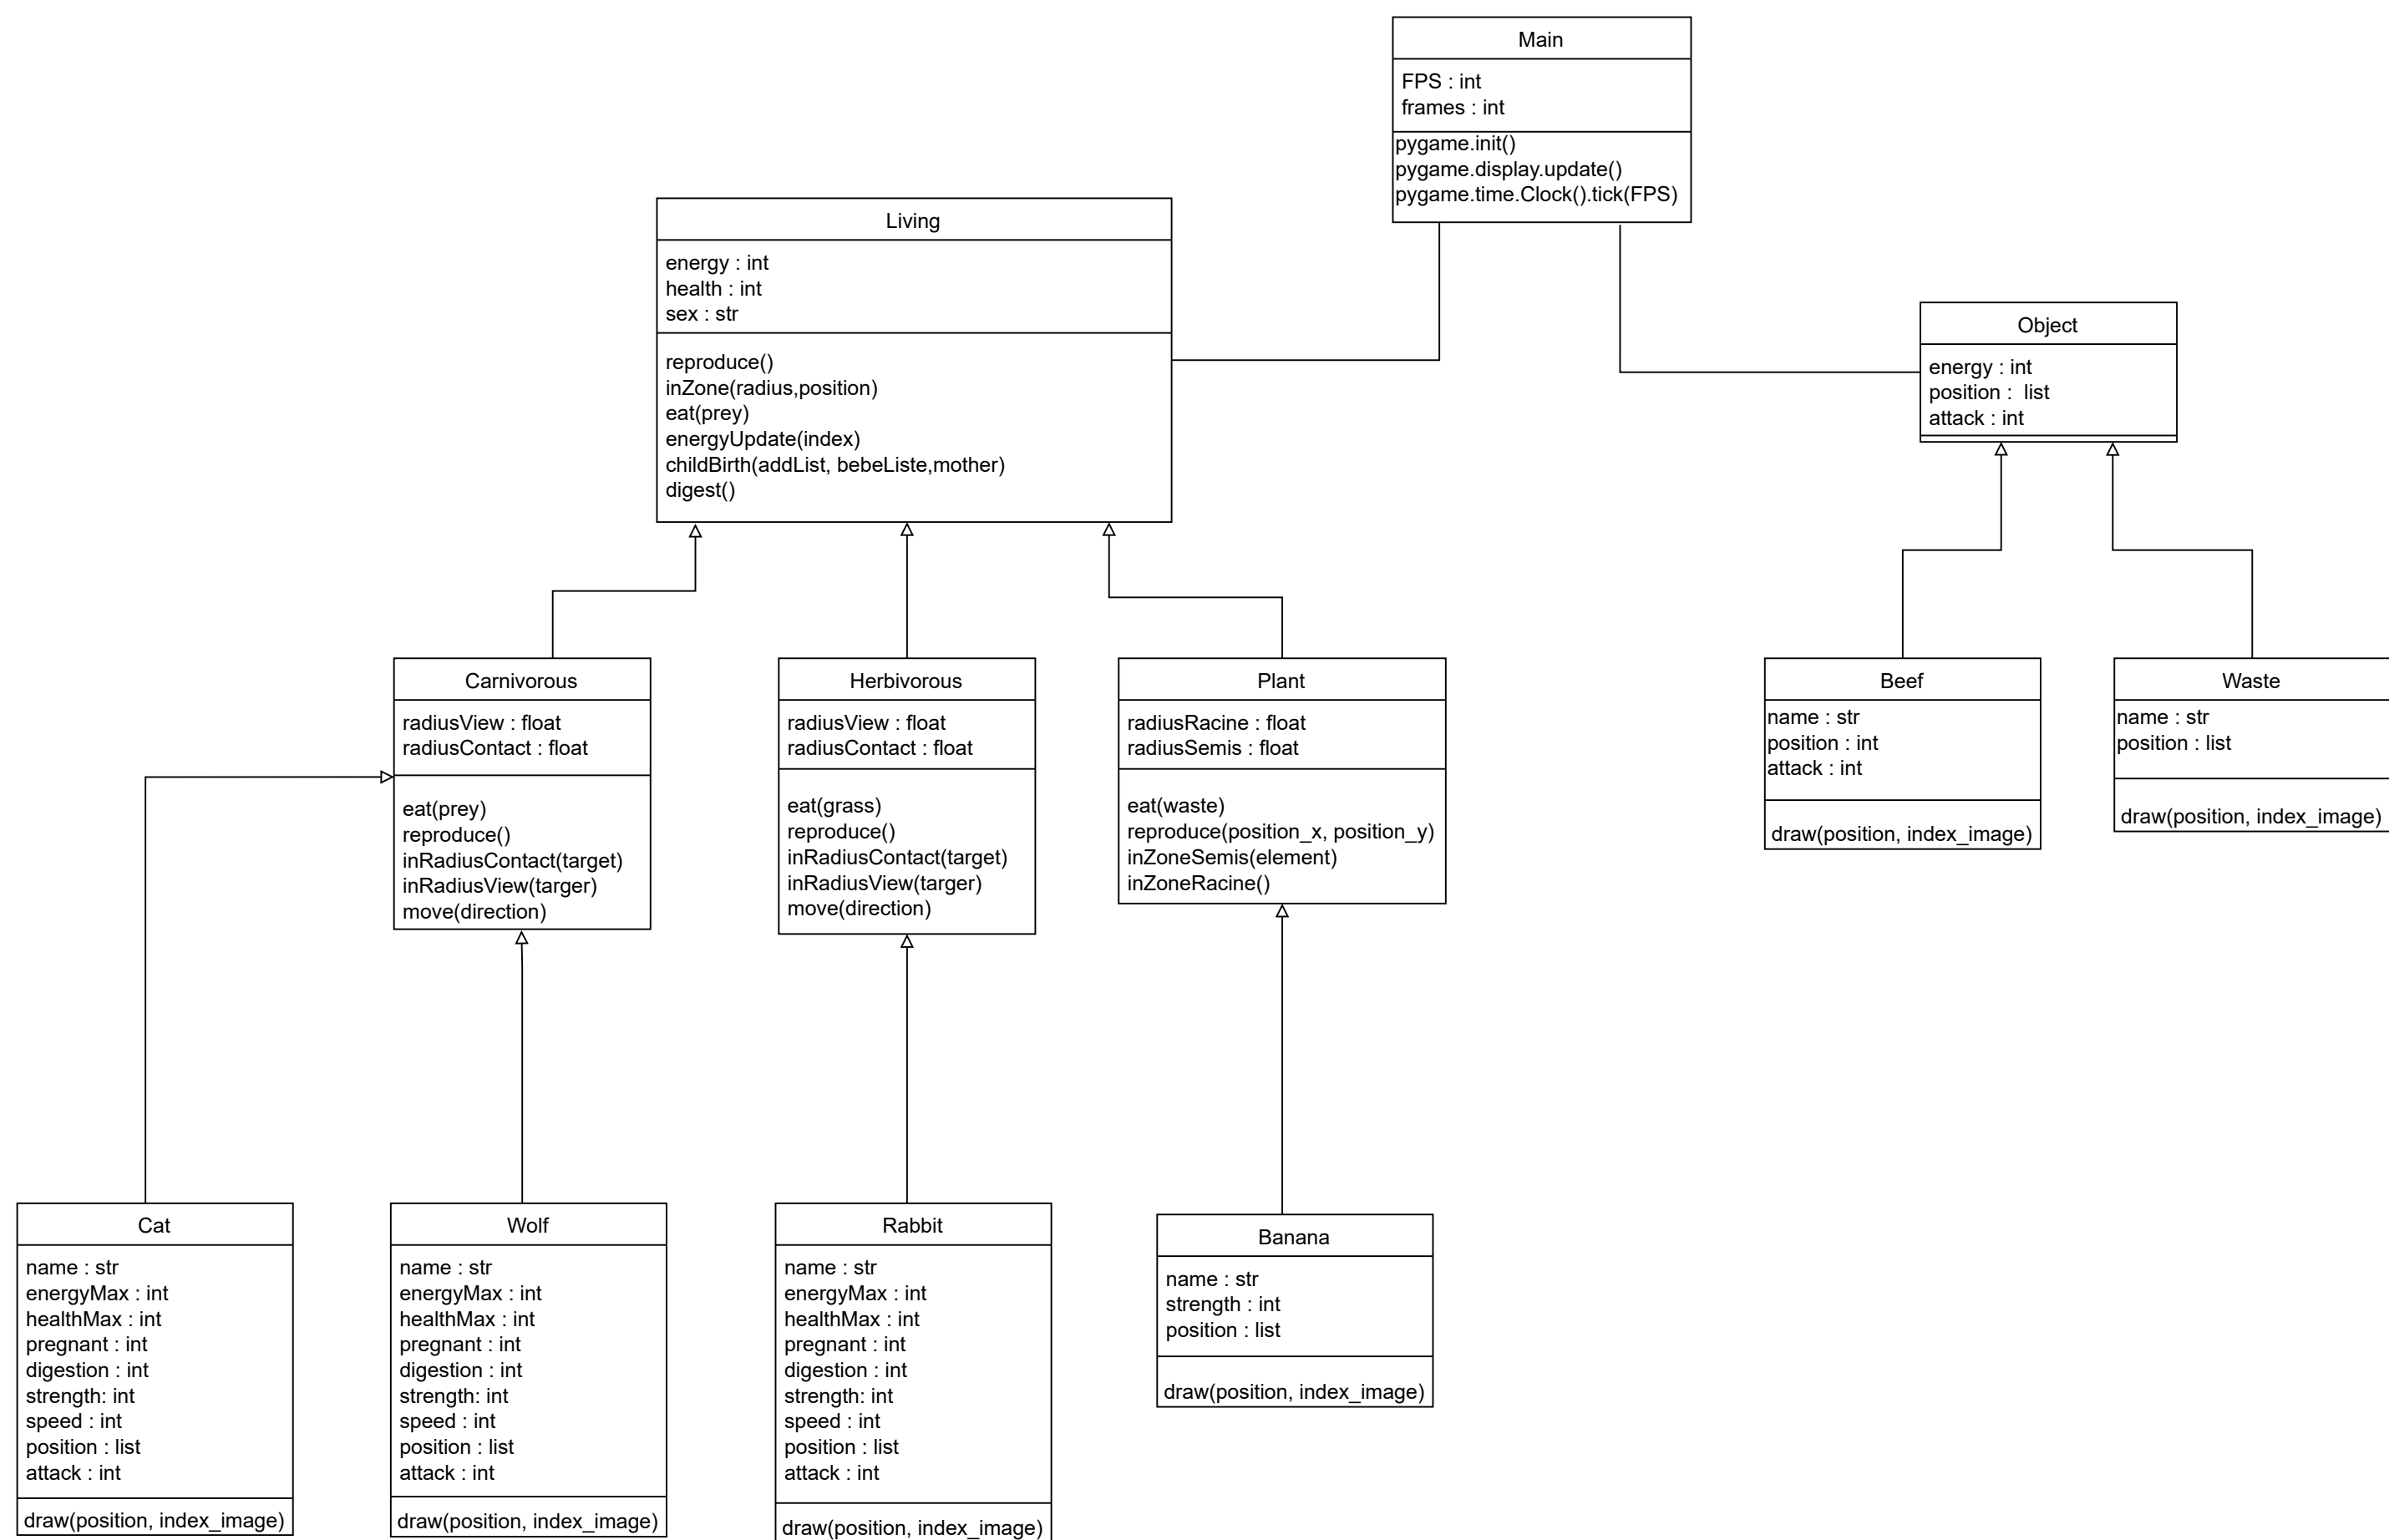 Main
FPS : int
frames : int
pygame.init()
pygame.display.update()
pygame.time.Clock().tick(FPS)
Living
energy : int
health : int
sex : str
reproduce()
inZone(radius,position)
eat(prey)
energyUpdate(index)
childBirth(addList, bebeListe,mother)
digest()
Object
energy : int
position :  list
attack : int
Carnivorous
radiusView : float
radiusContact : float
eat(prey)
reproduce()
inRadiusContact(target)
inRadiusView(targer)
move(direction)
Herbivorous
radiusView : float
radiusContact : float
eat(grass)
reproduce()
inRadiusContact(target)
inRadiusView(targer)
move(direction)
Plant
radiusRacine : float
radiusSemis : float
eat(waste)
reproduce(position_x, position_y)
inZoneSemis(element)
inZoneRacine()
Beef
name : str
position : int
attack : int
draw(position, index_image)
Waste
name : str
position : list
draw(position, index_image)
Cat
name : str
energyMax : int
healthMax : int
pregnant : int
digestion : int
strength: int
speed : int
position : list
attack : int
draw(position, index_image)
Wolf
name : str
energyMax : int
healthMax : int
pregnant : int
digestion : int
strength: int
speed : int
position : list
attack : int
draw(position, index_image)
Rabbit
name : str
energyMax : int
healthMax : int
pregnant : int
digestion : int
strength: int
speed : int
position : list
attack : int
draw(position, index_image)
Banana
name : str
strength : int
position : list
draw(position, index_image)